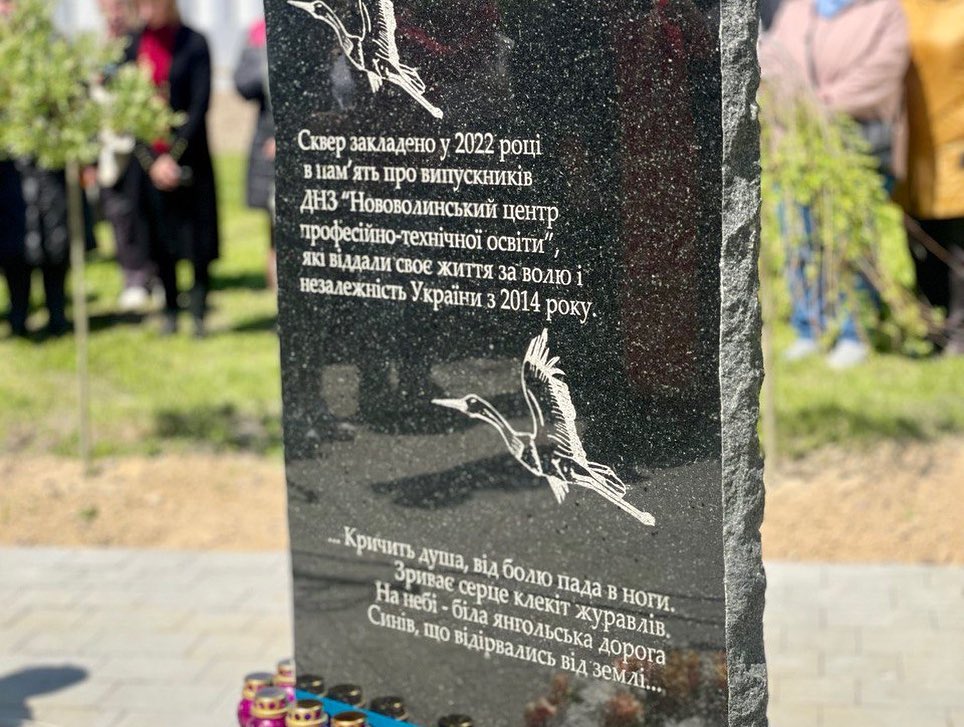 Сквер закладено у 2022 році
в пам'ять про випускників
ДНЗ “Нововолинський центр
професійно-технічної освіти”,
які віддали своє життя за волю і
незалежність України з 2014 року.
... Кричить душа, від болю пада в ноги.
Зриває серце клекіт журавлів.
На небі - біла янгольська дорога
Синів, що відірвались від землі...